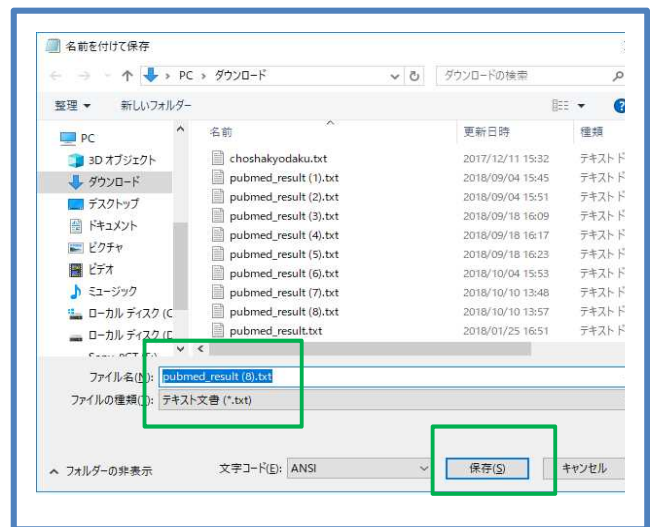 名前を付けて保存
PC › ダウンロード
ダウンロードの検索
整理 新しいフォルダー
名前 更新日時 種類
PC
3D オブジェクト
ダウンロード
デスクトップ
ドキュメント
ピクチャ
ビデオ
ミュージック
ローカル ディスク (C
ローカル ディスク (D
choshakyodaku.txt 2017/12/11 15:32 テキスト ド
pubmed_result (1).txt 2018/09/04 15:45 テキスト ド
pubmed_result (2).txt 2018/09/04 15:51 テキスト ド
pubmed_result (3).txt 2018/09/18 16:09 テキスト ド
pubmed_result (4).txt 2018/09/18 16:17 テキスト ド
pubmed_result (5).txt 2018/09/18 16:23 テキスト ド
pubmed_result (6).txt 2018/10/04 15:53 テキスト ド
pubmed_result (7).txt 2018/10/10 13:48 テキスト ド
pubmed_result (8).txt 2018/10/10 13:57 テキスト ド
pubmed_result.txt 2018/01/25 16:51 テキスト ド
ファイル名(N): pubmed_result (8).txt
ファイルの種類(T): テキスト文書 (*.txt)
フォルダーの非表示
文字コード(E): ANSI
保存(S)
キャンセル